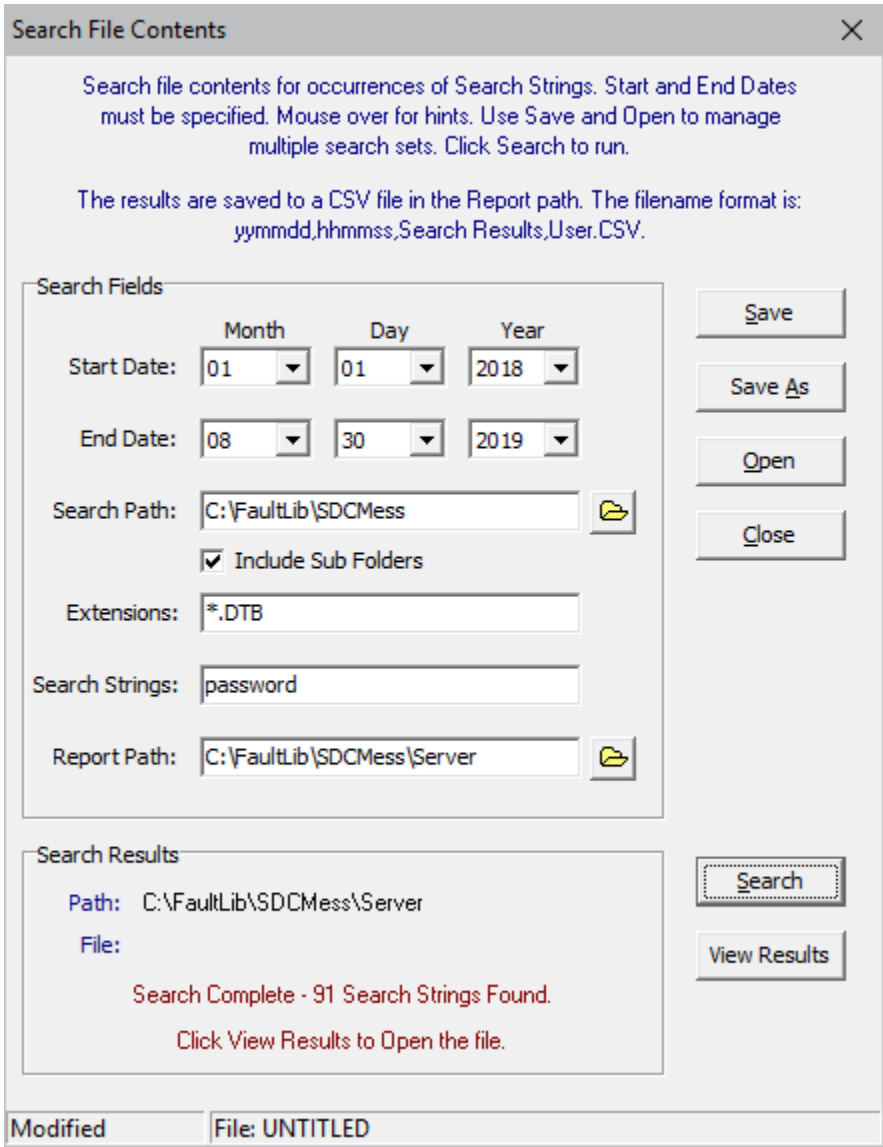 Search File Contents
Search file contents for occurrences of Search Strings. Start and End Dates
must be specified. Mouse over for hints. Use Save and Open to manage
multiple search sets. Click Search to run.
The results are saved to a CSV file in the Report path. The filename format is:
yymmdd,hhmmss,Search Results,User.CSV.
Search Fields
Month Day Year
Start Date: 01 01 2018
End Date: 08 30 2019
Search Path: C:\FaultLib\SDCMess
Include Sub Folders
Extensions: *.DTB
Search Strings: password
Report Path: C:\FaultLib\SDCMess\Server
Save
Save As
Open
Close
Search Results
Path: C:\FaultLib\SDCMess\Server
File:
Search Complete - 91 Search Strings Found.
Click View Results to Open the file.
Search
View Results
Modified File: UNTITLED